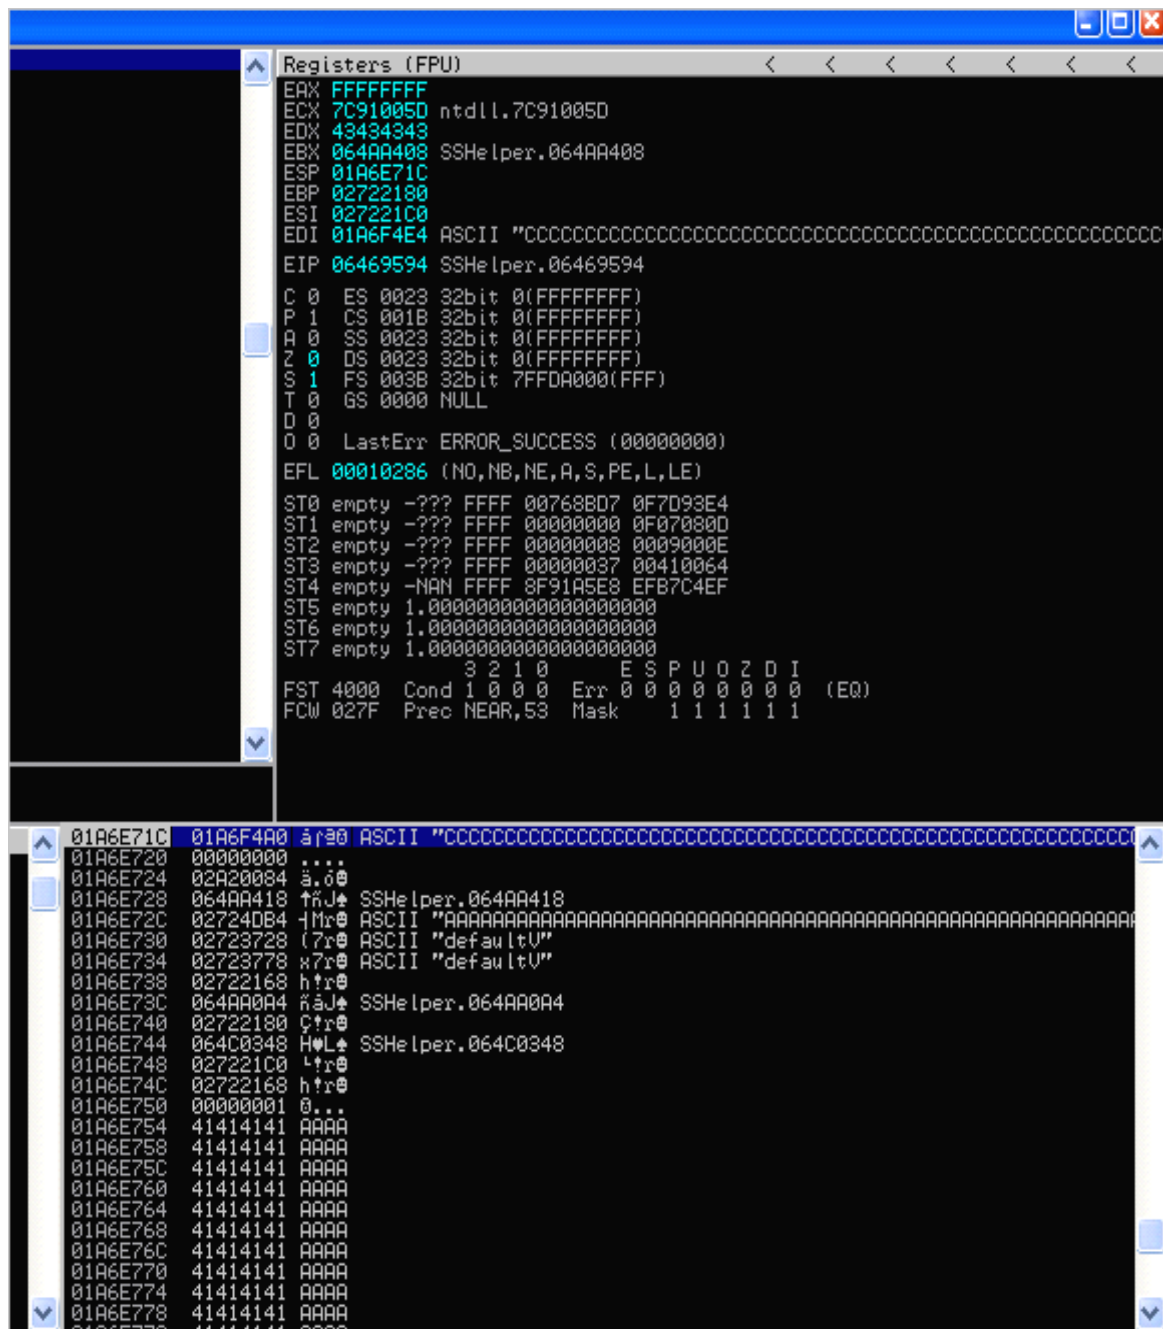 Registers (FPU) < < < < < < <
EAX FFFFFFFF
ECX 7C91005D ntdll.7C91005D
EDX 43434343
EBX 064AA408 SSHelper.064AA408
ESP 01A6E71C
EBP 02722180
ESI 027221C0
EDI 01A6F4E4 ASCII "CCCCCCCCCCCCCCCCCCCCCCCCCCCCCCCCCCCCCCCCCCCCCCCCCCCCC
EIP 06469594 SSHelper.06469594
C 0 ES 0023 32bit 0(FFFFFFFF)
P 1 CS 001B 32bit 0(FFFFFFFF)
A 0 SS 0023 32bit 0(FFFFFFFF)
Z 0 DS 0023 32bit 0(FFFFFFFF)
S 1 FS 003B 32bit 7FFDA000(FFF)
T 0 GS 0000 NULL
D 0
O 0 LastErr ERROR_SUCCESS (00000000)
EFL 00010286 (NO,NB,NE,A,S,PE,L,LE)
ST0 empty -??? FFFF 00768BD7 0F7D93E4
ST1 empty -??? FFFF 00000000 0F07080D
ST2 empty -??? FFFF 00000008 0009000E
ST3 empty -??? FFFF 00000037 00410064
ST4 empty -NAN FFFF 8F91A5E8 EFB7C4EF
ST5 empty 1.0000000000000000000
ST6 empty 1.0000000000000000000
ST7 empty 1.0000000000000000000
3 2 1 0 E S P U O Z D I
FST 4000 Cond 1 0 0 0 Err 0 0 0 0 0 0 0 0 (EQ)
FCW 027F Prec NEAR,53 Mask 1 1 1 1 1 1
01A6E71C 01A6F4A0 ASCII "CCCCCCCCCCCCCCCCCCCCCCCCCCCCCCCCCCCCCCCCCCCCCCCCCCCCCCCCC
01A6E720 00000000 ....
01A6E724 02A20084 ä.ó☻
01A6E728 064AA418 ↑ñJ♠ SSHelper.064AA418
01A6E72C 02724DB4 ┤Mr☻ ASCII "AAAAAAAAAAAAAAAAAAAAAAAAAAAAAAAAAAAAAAAAAAAAAAAAAAAAAAAAA
01A6E730 02723728 (7r☻ ASCII "defaultV"
01A6E734 02723778 x7r☻ ASCII "defaultV"
01A6E738 02722168 h!r☻
01A6E73C 064AA0A4 ñáJ♠ SSHelper.064AA0A4
01A6E740 02722180 Ç!r☻
01A6E744 064C0348 H♥L♠ SSHelper.064C0348
01A6E748 027221C0 └!r☻
01A6E74C 02722168 h!r☻
01A6E750 00000001 ☺...
01A6E754 41414141 AAAA
01A6E758 41414141 AAAA
01A6E75C 41414141 AAAA
01A6E760 41414141 AAAA
01A6E764 41414141 AAAA
01A6E768 41414141 AAAA
01A6E76C 41414141 AAAA
01A6E770 41414141 AAAA
01A6E774 41414141 AAAA
01A6E778 41414141 AAAA